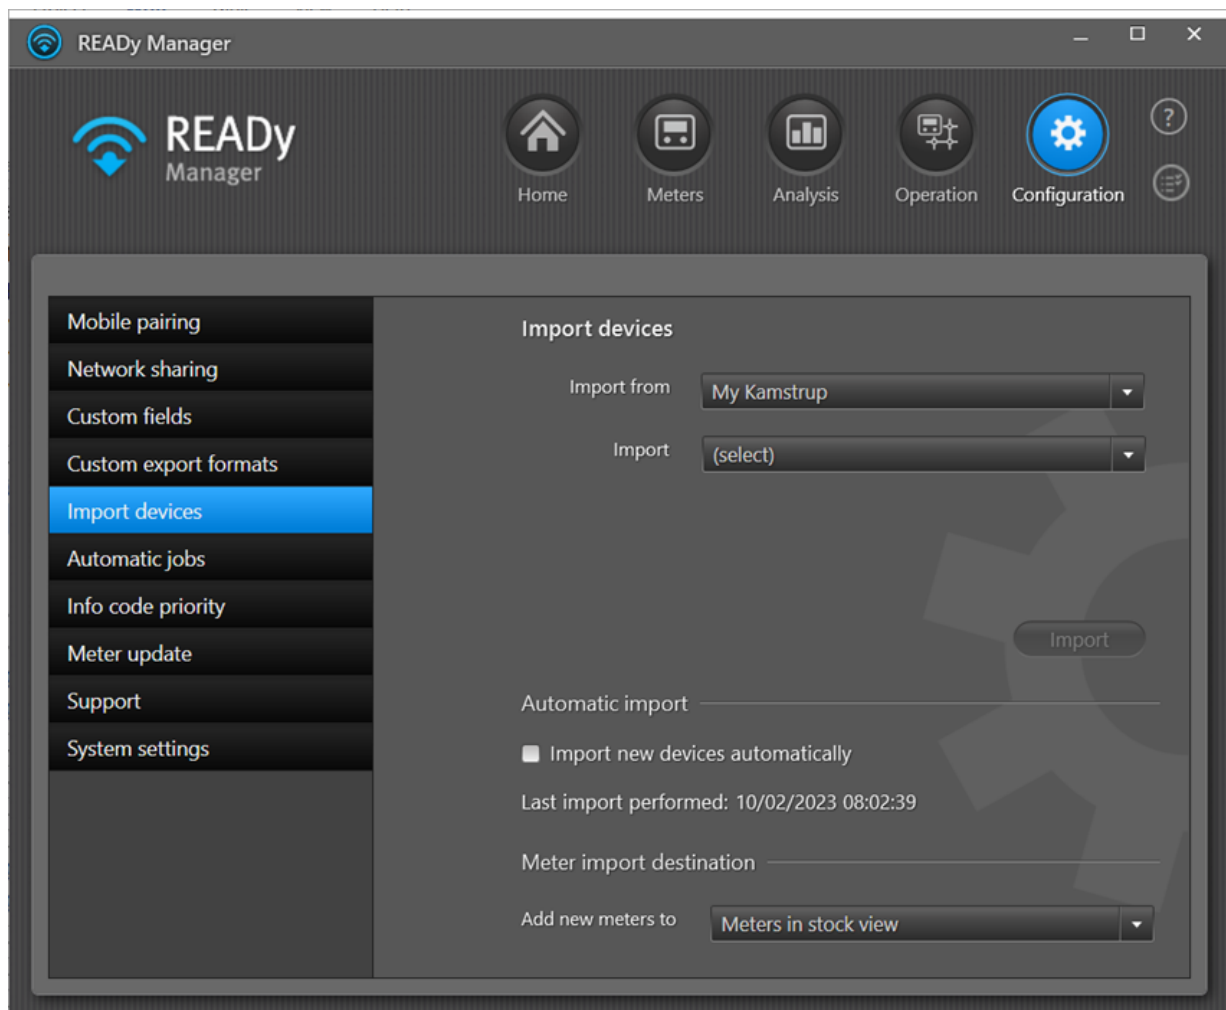 READy Manager
READy
Manager
?
Home
Meters
Analysis
Operation
Configuration
Mobile pairing
Network sharing
Custom fields
Custom export formats
Import devices
Automatic jobs
Info code priority
Meter update
Support
System settings
Import devices
Import from My Kamstrup
Import (select)
Import
Automatic import
Import new devices automatically
Last import performed: 10/02/2023 08:02:39
Meter import destination
Add new meters to Meters in stock view